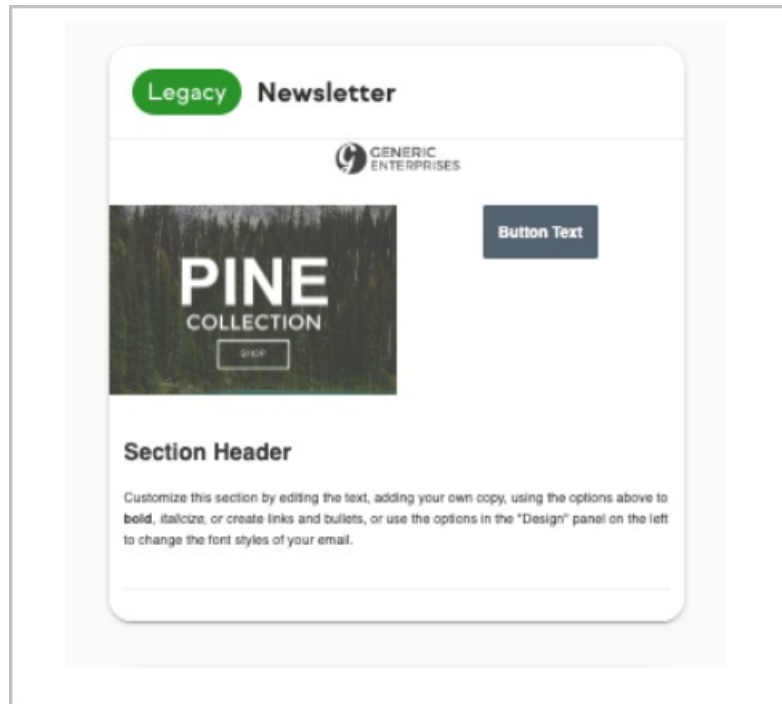 Legacy Newsletter
GENERIC
ENTERPRISES
PINE
COLLECTION
SHOP
Button Text
Section Header
Customize this section by editing the text, adding your own copy, using the options above to
bold, italicize, or create links and bullets, or use the options in the "Design" panel on the left
to change the font styles of your email.